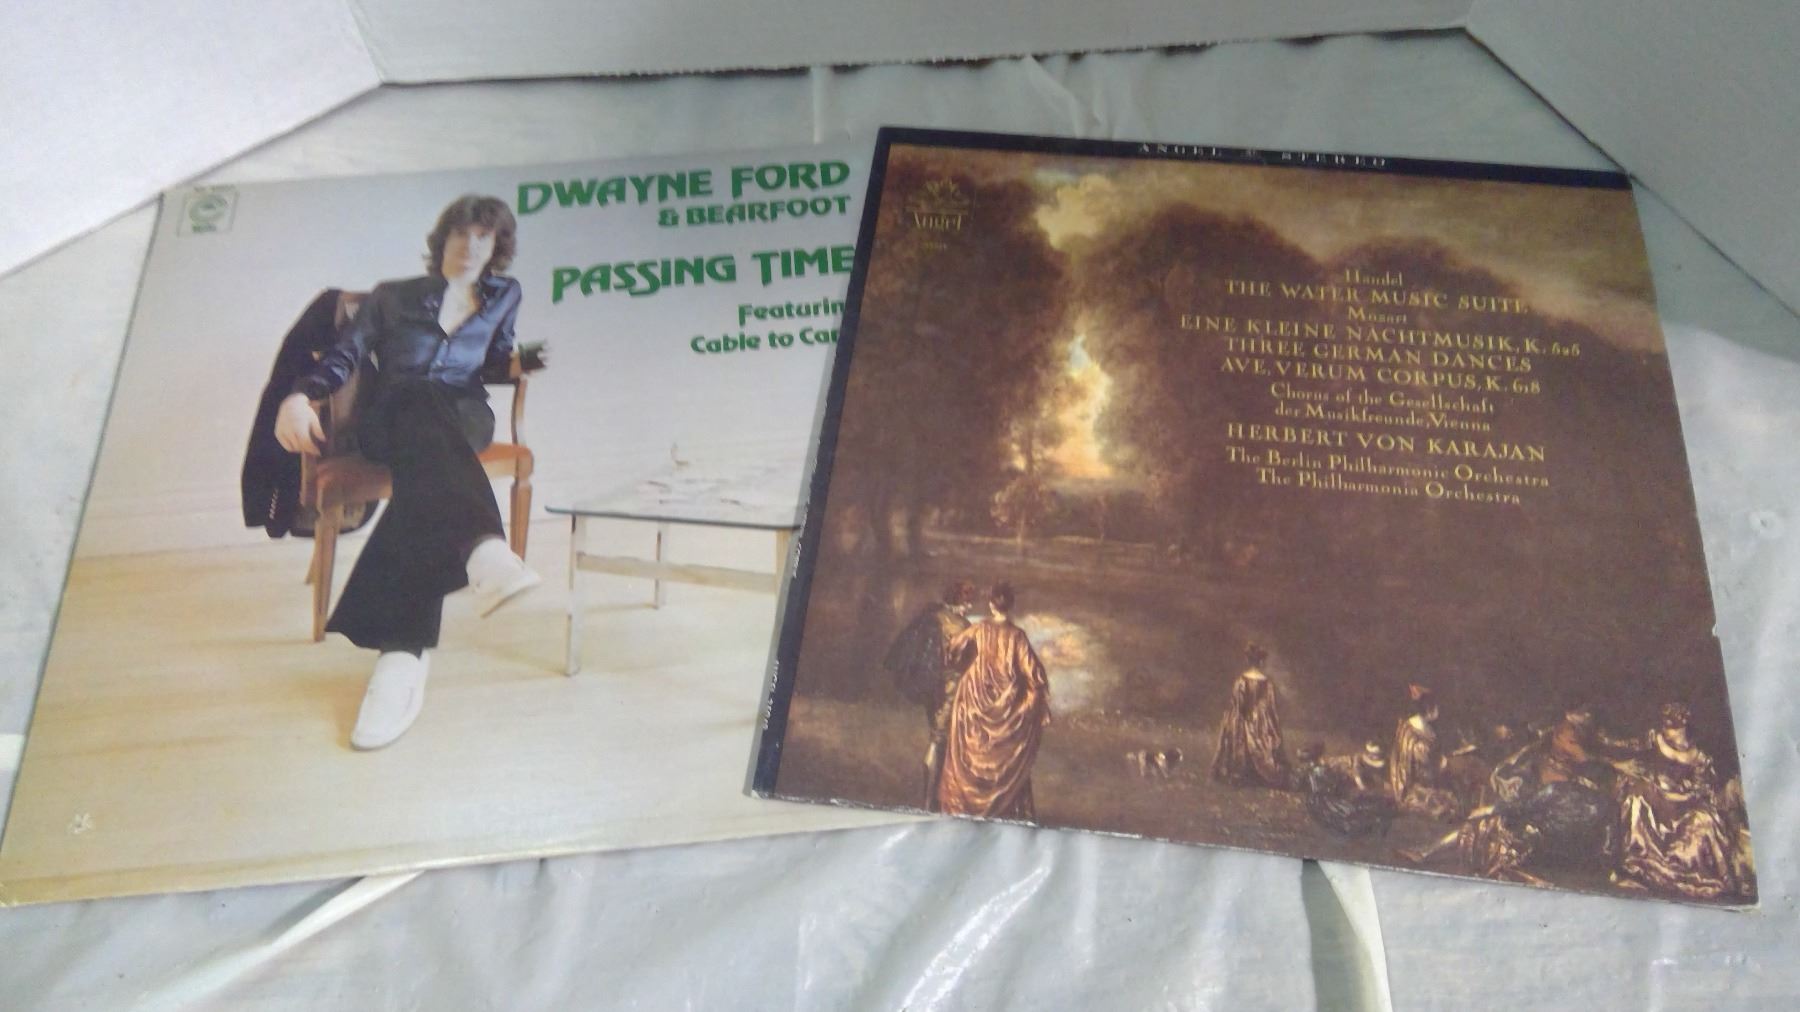 DWAYNE FORD
& BEARFOOT
PASSING TIME
Featurin
Cable to Car
ANGEL STEREO
Angel
Handel
THE WATER MUSIC SUITE,
Mozart
EINE KLEINE NACHTMUSIK, K. 525
THREE GERMAN DANCES
AVE, VERUM CORPUS, K. 618
Chorus of the Gesellschaft
der Musikfreunde, Vienna
HERBERT VON KARAJAN
The Berlin Philharmonic Orchestra
The Philharmonia Orchestra